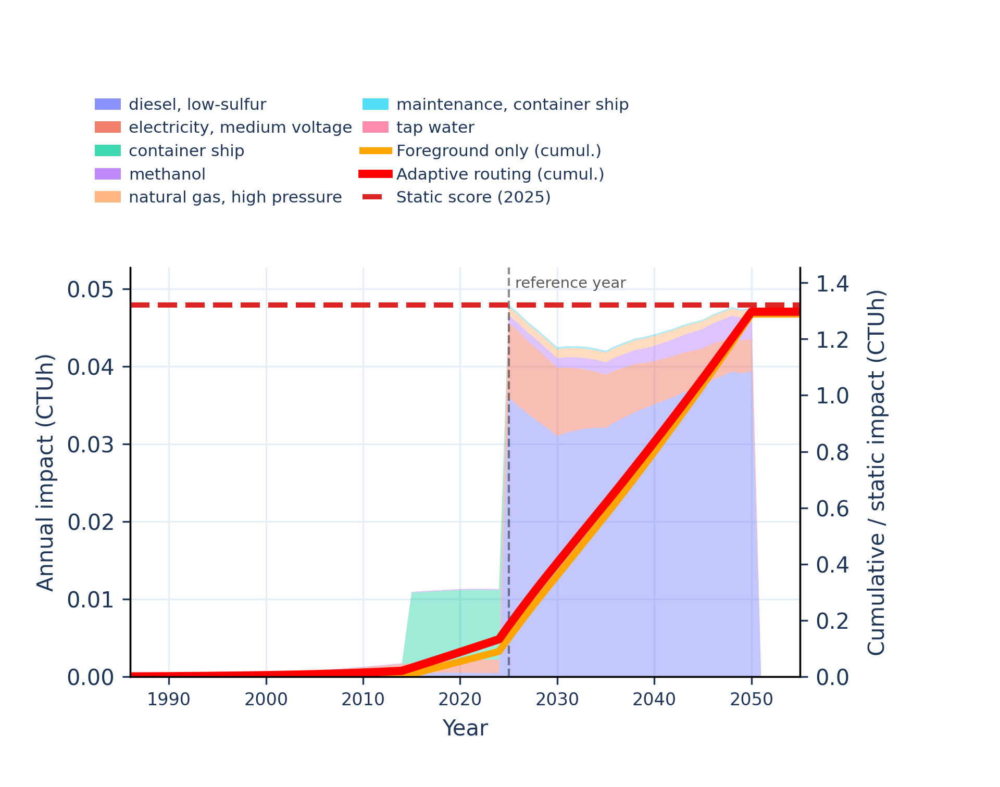 diesel, low-sulfur
electricity, medium voltage
container ship
methanol
natural gas, high pressure
maintenance, container ship
tap water
Foreground only (cumul.)
Adaptive routing (cumul.)
Static score (2025)
reference year
0.05
0.04
0.03
0.02
0.01
0.00
Annual impact (CTUh)
1.4
1.2
1.0
0.8
0.6
0.4
0.2
0.0
Cumulative / static impact (CTUh)
1990 2000 2010 2020 2030 2040 2050
Year